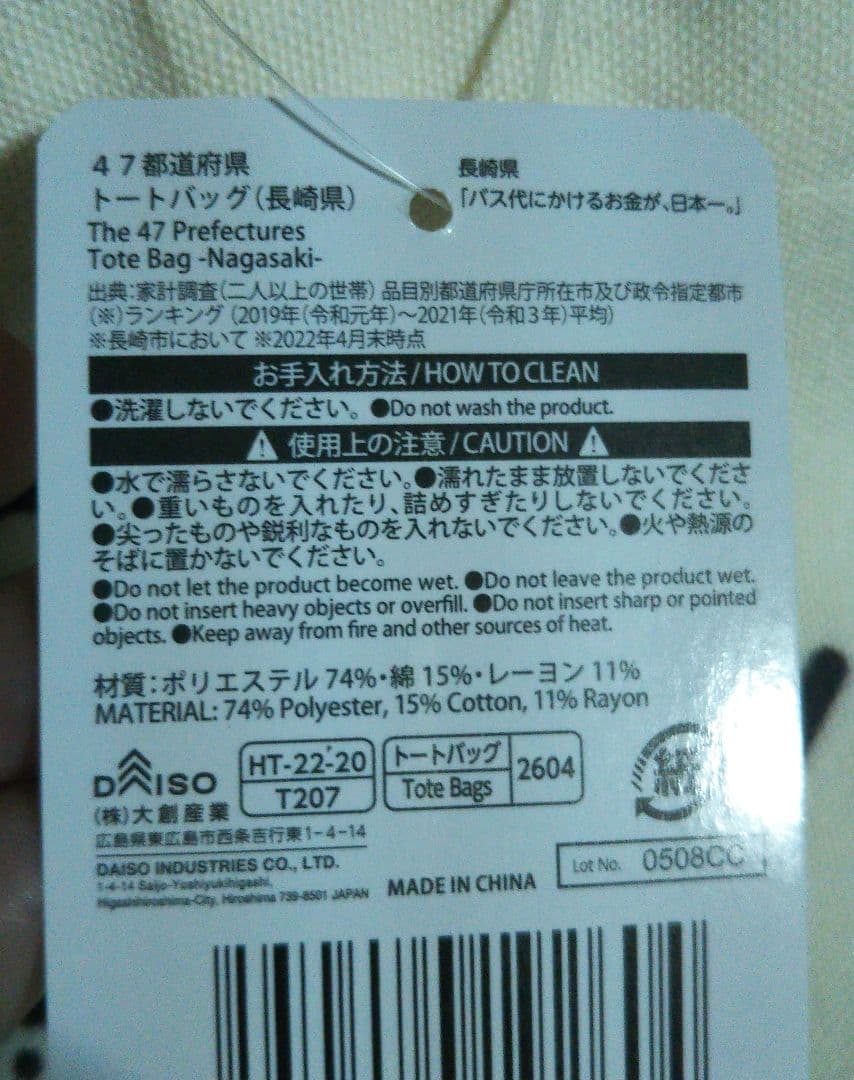 47都道府県
トートバッグ(長崎県)
The 47 Prefectures
Tote Bag -Nagasaki-
長崎県
「バス代にかけるお金が、日本一。」
出典:家計調査(二人以上の世帯) 品目別都道府県庁所在市及び政令指定都市
(※)ランキング (2019年(令和元年)〜2021年(令和3年)平均)
※長崎市において ※2022年4月末時点
お手入れ方法/HOW TO CLEAN
●洗濯しないでください。●Do not wash the product.
使用上の注意/CAUTION
●水で濡らさないでください。●濡れたまま放置しないでくださ
い。●重いものを入れたり、詰めすぎたりしないでください。
●尖ったものや鋭利なものを入れないでください。●火や熱源の
そばに置かないでください。
●Do not let the product become wet. ●Do not leave the product wet.
●Do not insert heavy objects or overfill. ●Do not insert sharp or pointed
objects. ●Keep away from fire and other sources of heat.
材質:ポリエステル 74%・綿 15%・レーヨン 11%
MATERIAL: 74% Polyester, 15% Cotton, 11% Rayon
DAISO
(株)大創産業
HT-22-20
T207
トートバッグ
Tote Bags
2604
紙
広島県東広島市西条吉行東1-4-14
DAISO INDUSTRIES CO., LTD.
1-4-14 Saijo-Yoshiyukihigashi,
Higashihiroshima-City, Hiroshima 739-8501 JAPAN
MADE IN CHINA
Lot No. 0508CC